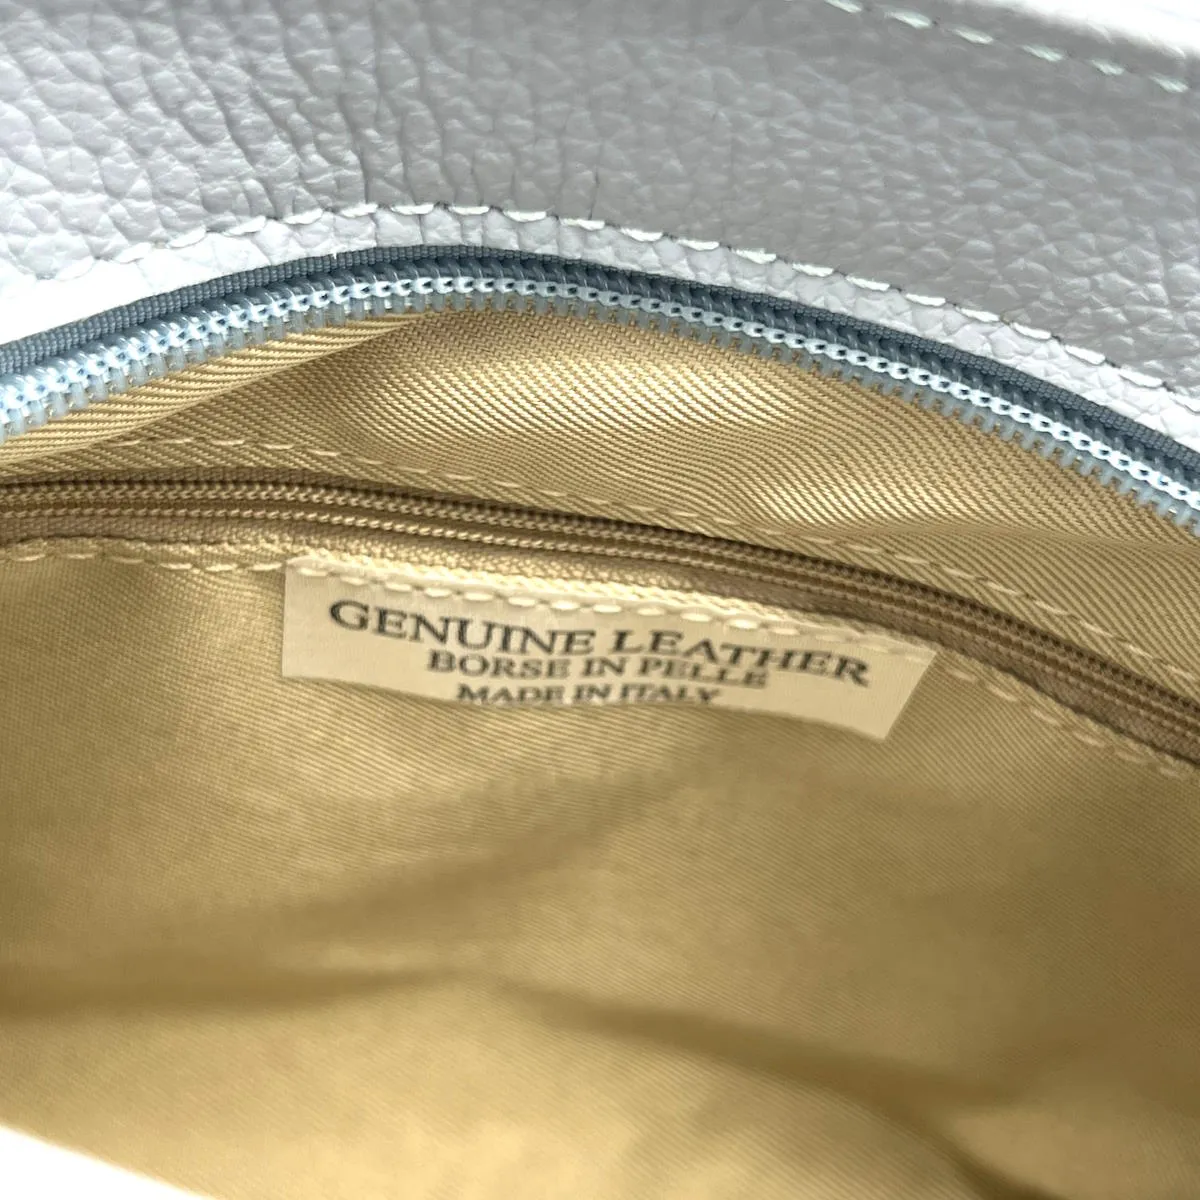 GENUINE LEATHER
BORSE IN PELLE
MADE IN ITALY